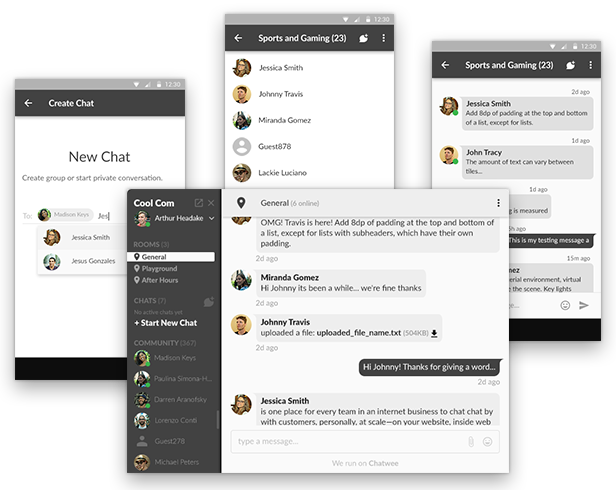 12:30
Create Chat
New Chat
Create group or start private conversation.
To:
Madison Keys
Jes
Jessica Smith
Jesus Gonzales
12:30
Sports and Gaming (23)
Jessica Smith
Johnny Travis
Miranda Gomez
Guest878
Lackie Luciano
12:30
Sports and Gaming (23)
2d ago
Jessica Smith
Add 8dp of padding at the top and bottom
of a list, except for lists.
1d ago
John Tracy
The amount of text can vary between
tiles...
1h ago
g is measured
1h ago
This is my testing message a
mez
erial environment, virtual
e the scene. Key lights
Cool Com
Arthur Headake
ROOMS (3)
General
Playground
After Hours
CHATS (7)
No active chats yet
+ Start New Chat
COMMUNITY (367)
Madison Keys
Paulina Simona-H...
Darren Aranofsky
Lorenzo Conti
Guest278
Michael Peters
General (6 online)
OMG! Travis is here! Add 8dp of padding at the top and bottom of
a list, except for lists with subheaders, which have their own
padding.
2d ago
Miranda Gomez
Hi Johnny its been a while... we're fine thanks
2d ago
Johnny Travis
uploaded a file: uploaded_file_name.txt (504KB)
2d ago
Hi Johnny! Thanks for giving a word...
2d ago
Jessica Smith
is one place for every team in an internet business to chat chat by
with customers, personally, at scale—on your website, inside web
type a message...
We run on Chatwee